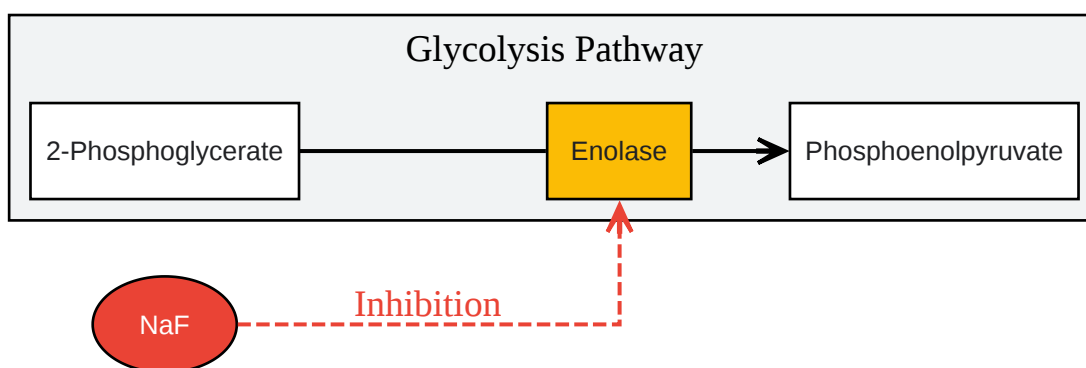 Glycolysis Pathway
2-Phosphoglycerate
Enolase
Phosphoenolpyruvate
Inhibition
NaF